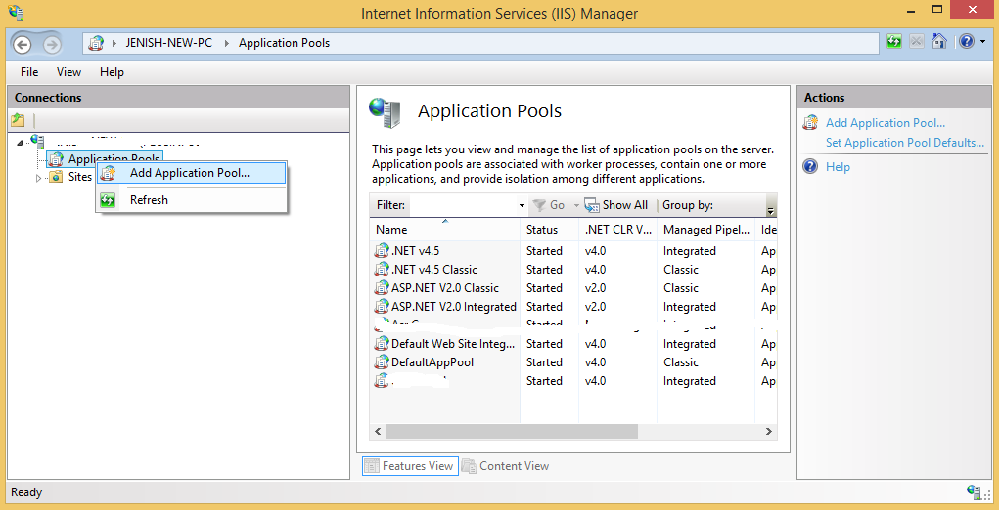 Internet Information Services (IIS) Manager
JENISH-NEW-PC Application Pools
File View Help
Connections
Application Pools
Sites
Add Application Pool...
Refresh
Application Pools
This page lets you view and manage the list of application pools on the server.
Application pools are associated with worker processes, contain one or more
applications, and provide isolation among different applications.
Filter: Go Show All Group by:
Name Status .NET CLR V... Managed Pipel... Ide
.NET v4.5 Started v4.0 Integrated Ap
.NET v4.5 Classic Started v4.0 Classic Ap
ASP.NET V2.0 Classic Started v2.0 Classic Ap
ASP.NET V2.0 Integrated Started v2.0 Integrated Ap
Started Integrated Ap
Default Web Site Integ... Started v4.0 Integrated Ap
DefaultAppPool Started v4.0 Classic Ap
Started v4.0 Integrated Ap
Features View Content View
Actions
Add Application Pool...
Set Application Pool Defaults...
Help
Ready